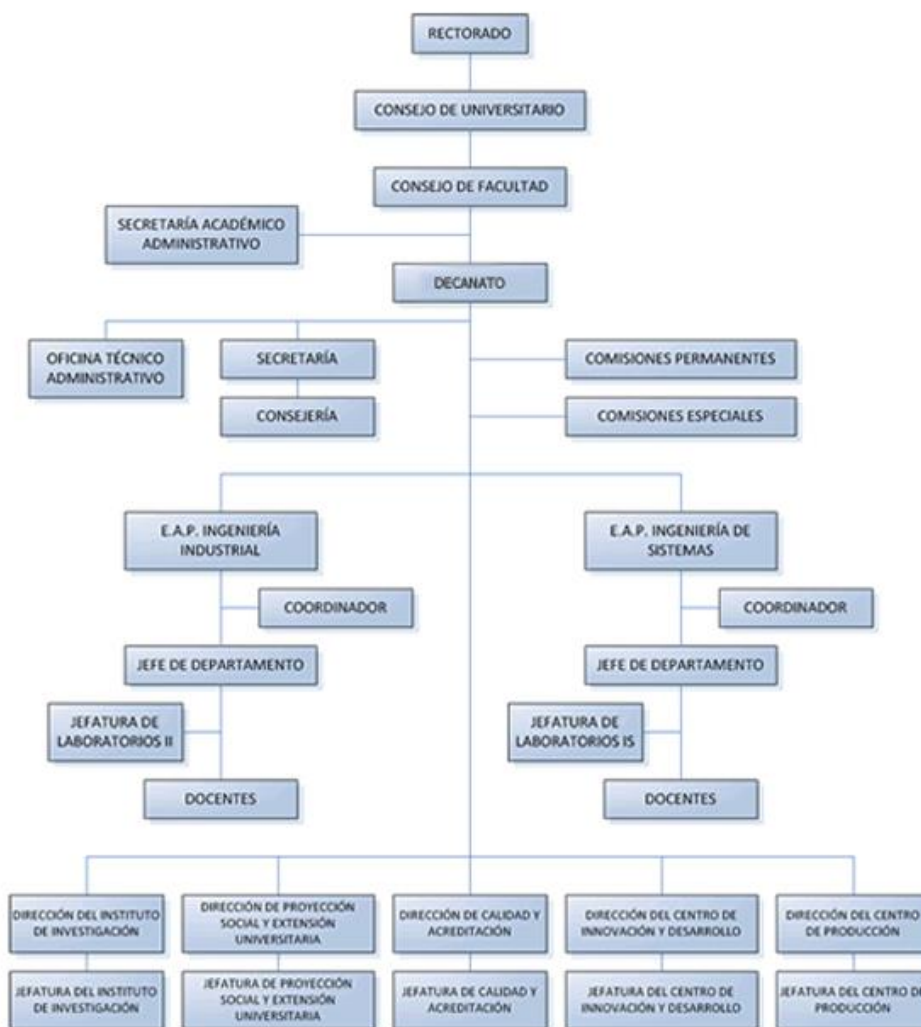 RECTORADO
CONSEJO DE UNIVERSITARIO
CONSEJO DE FACULTAD
SECRETARÍA ACADÉMICO
ADMINISTRATIVO
DECANATO
OFICINA TÉCNICO
ADMINISTRATIVO
SECRETARÍA
COMISIONES PERMANENTES
CONSEJERÍA
COMISIONES ESPECIALES
E.A.P. INGENIERÍA
INDUSTRIAL
E.A.P. INGENIERÍA DE
SISTEMAS
COORDINADOR
COORDINADOR
JEFE DE DEPARTAMENTO
JEFE DE DEPARTAMENTO
JEFATURA DE
LABORATORIOS II
JEFATURA DE
LABORATORIOS IS
DOCENTES
DOCENTES
DIRECCIÓN DEL INSTITUTO
DE INVESTIGACIÓN
DIRECCIÓN DE PROYECCIÓN
SOCIAL Y EXTENSIÓN
UNIVERSITARIA
DIRECCIÓN DE CALIDAD Y
ACREDITACIÓN
DIRECCIÓN DEL CENTRO DE
INNOVACIÓN Y DESARROLLO
DIRECCIÓN DEL CENTRO
DE PRODUCCIÓN
JEFATURA DEL INSTITUTO
DE INVESTIGACIÓN
JEFATURA DE PROYECCIÓN
SOCIAL Y EXTENSIÓN
UNIVERSITARIA
JEFATURA DE CALIDAD Y
ACREDITACIÓN
JEFATURA DEL CENTRO DE
INNOVACIÓN Y DESARROLLO
JEFATURA DEL CENTRO DE
PRODUCCIÓN